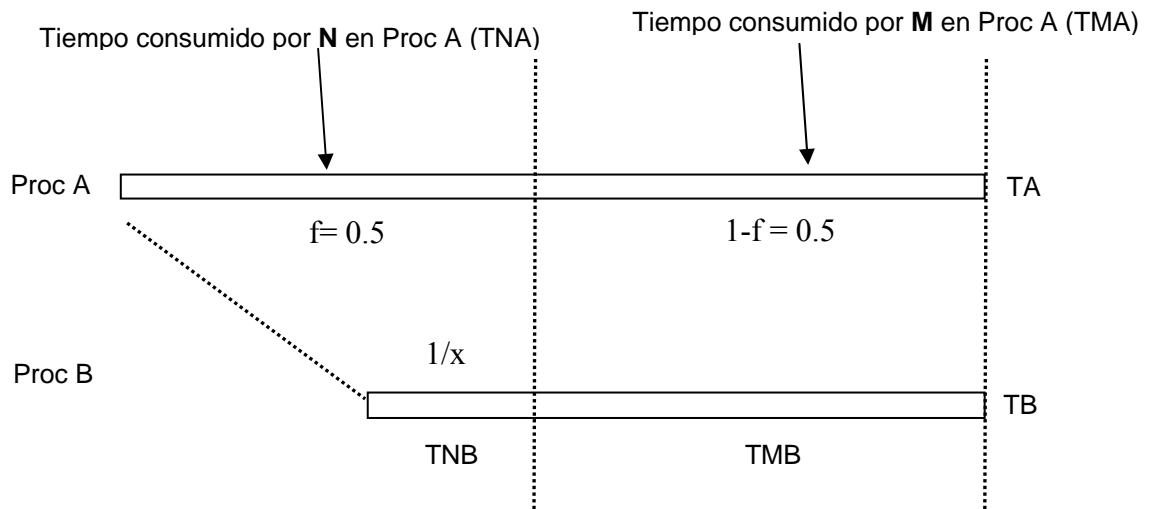 Tiempo consumido por N en Proc A (TNA)
Tiempo consumido por M en Proc A (TMA)
Proc A
TA
f= 0.5
1-f = 0.5
1/x
Proc B
TB
TNB
TMB